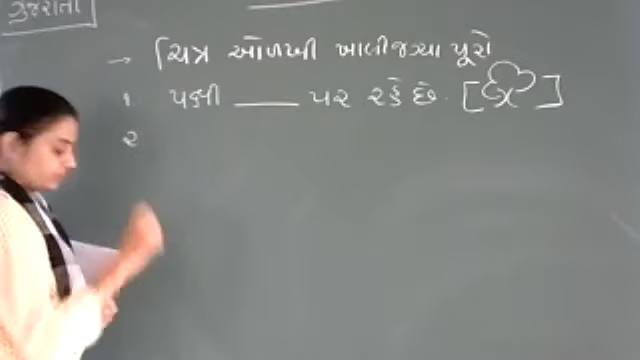 ગુજરાતી
→ ચિત્ર ઓળખી ખાલીજગ્યા પૂરો
૧ પક્ષી ____ પર રહે છે. [ ]
૨